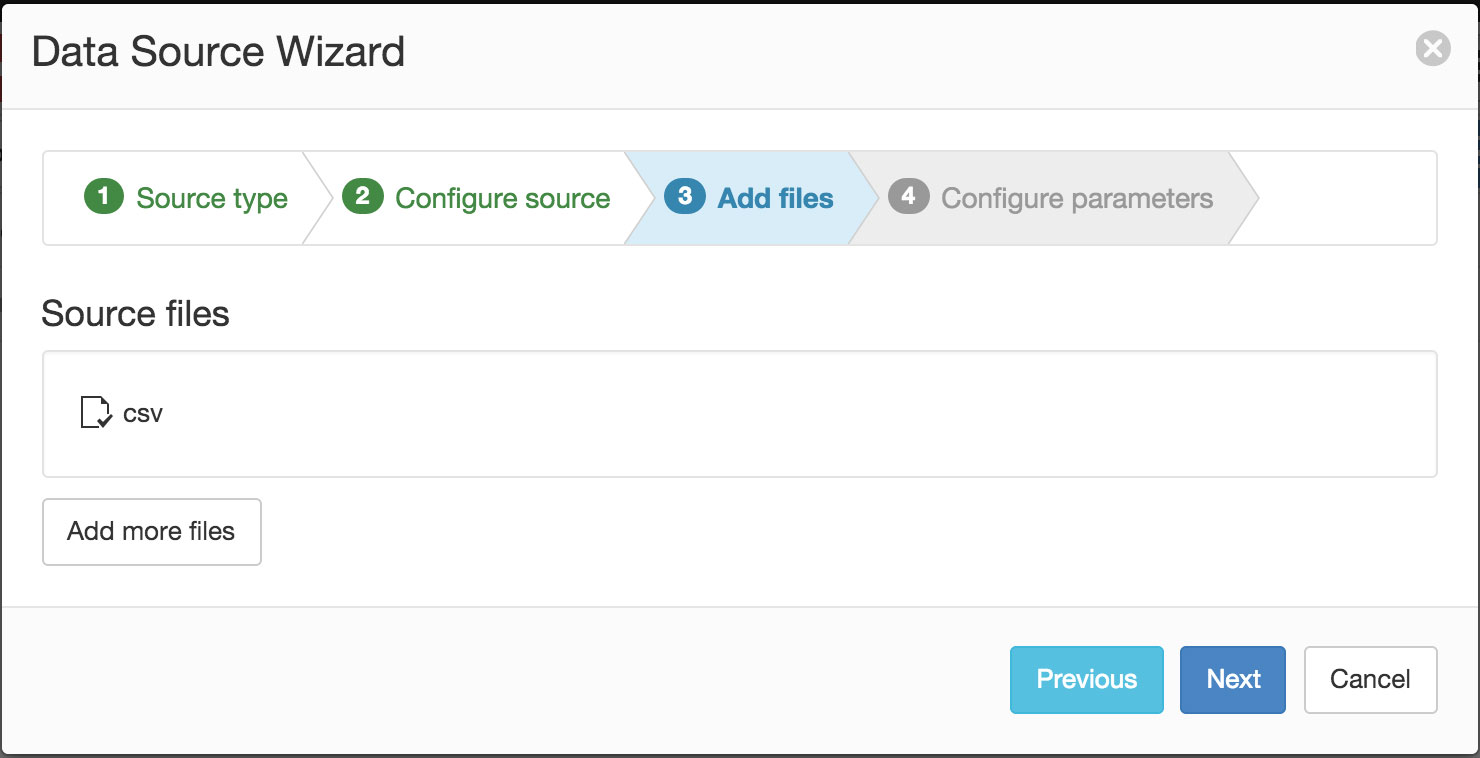 Data Source Wizard
1 Source type 2 Configure source 3 Add files 4 Configure parameters
Source files
csv
Add more files
Previous Next Cancel